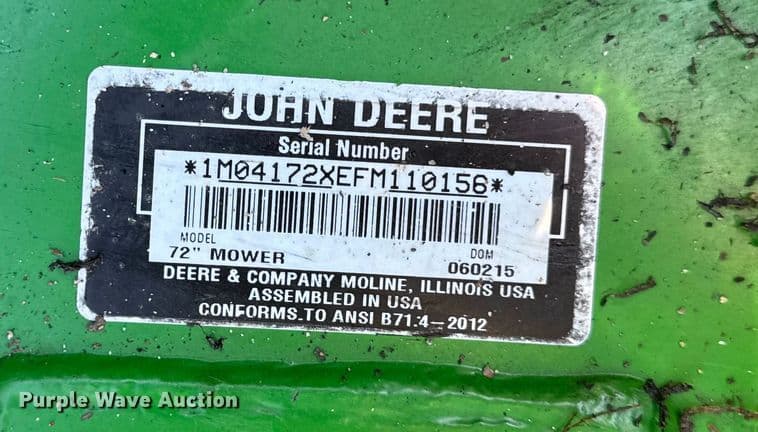 JOHN DEERE
Serial Number
*1M04172XEFM110156*
MODEL
DOM
72" MOWER
060215
DEERE & COMPANY MOLINE, ILLINOIS USA
ASSEMBLED IN USA
CONFORMS TO ANSI B71.4-2012
Purple Wave Auction